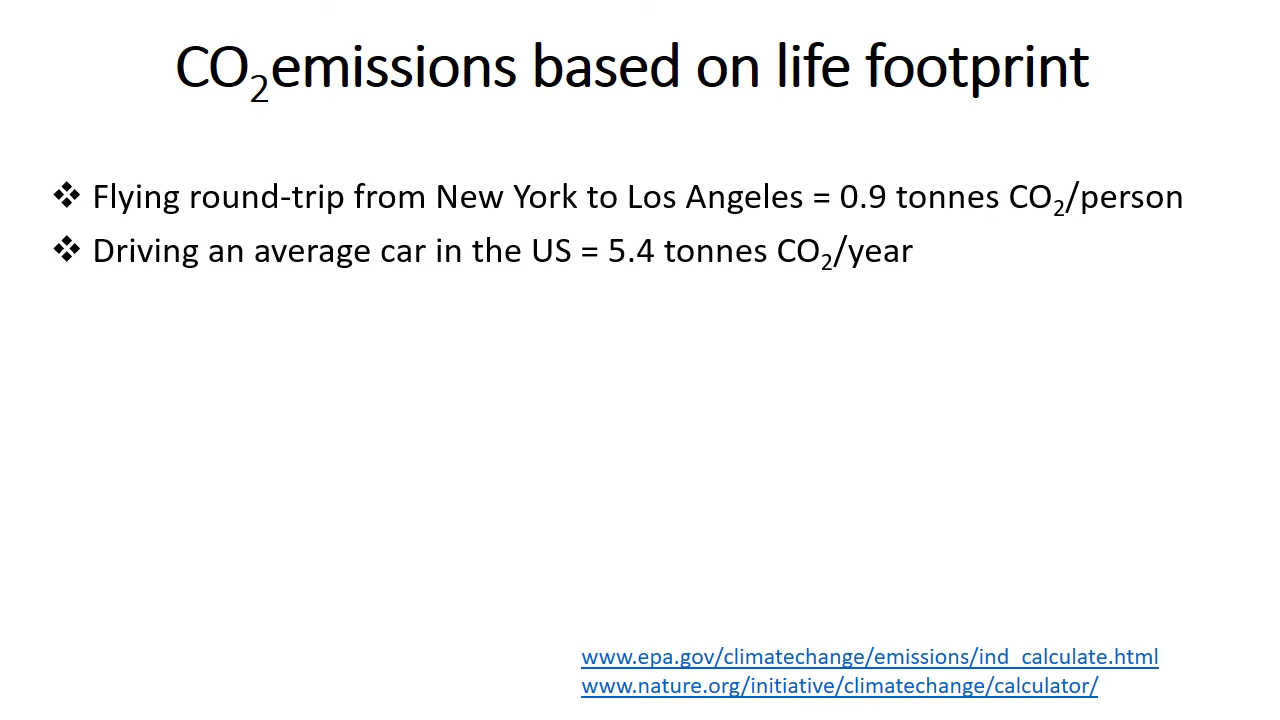 CO₂emissions based on life footprint
❖ Flying round-trip from New York to Los Angeles = 0.9 tonnes CO₂/person
❖ Driving an average car in the US = 5.4 tonnes CO₂/year
www.epa.gov/climatechange/emissions/ind_calculate.html
www.nature.org/initiative/climatechange/calculator/